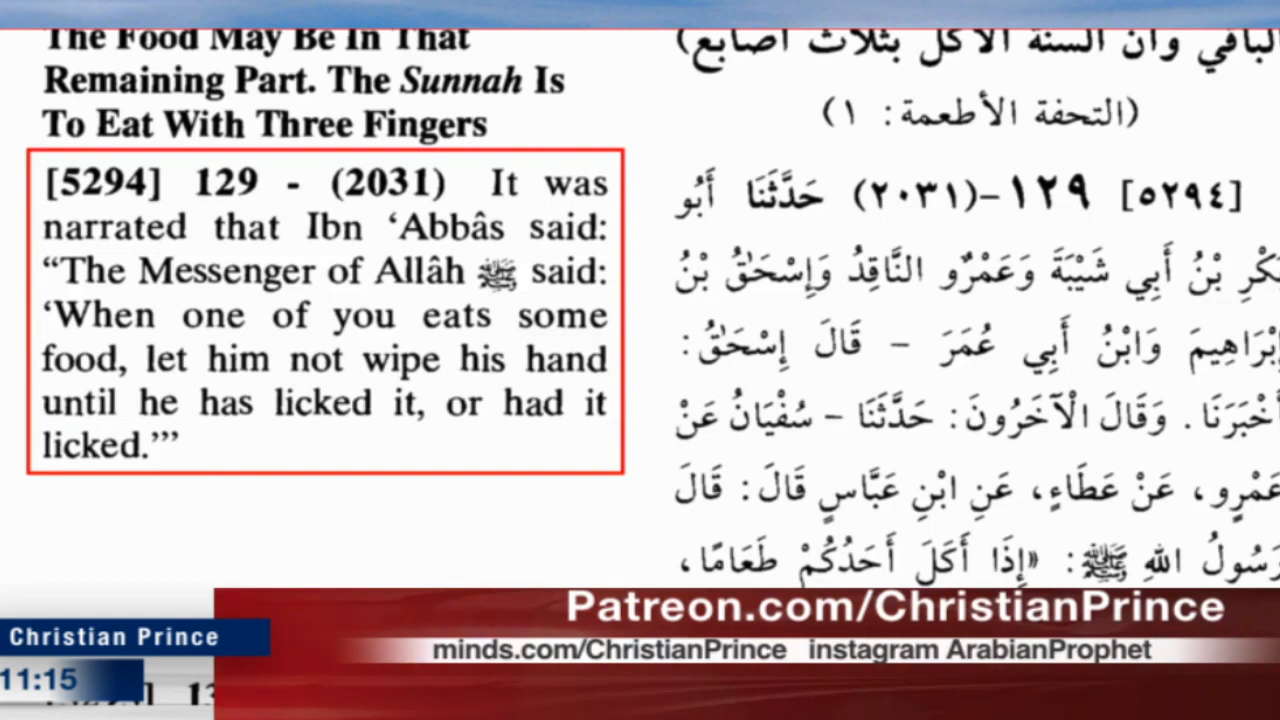 The Food May Be In That
Remaining Part. The Sunnah Is
To Eat With Three Fingers
[5294] 129 - (2031) It was
narrated that Ibn ‘Abbâs said:
“The Messenger of Allâh ﷺ said:
‘When one of you eats some
food, let him not wipe his hand
until he has licked it, or had it
licked.’”
الباقي وأن السنة الأكل بثلاث أصابع)
(التحفة الأطعمة: ١)
[٥٢٩٤] ١٢٩-(٢٠٣١) حَدَّثَنَا أَبُو
بَكْرِ بْنُ أَبِي شَيْبَةَ وَعَمْرٌو النَّاقِدُ وَإِسْحَٰقُ بْنُ
إِبْرَاهِيمَ وَابْنُ أَبِي عُمَرَ - قَالَ إِسْحَٰقُ:
أَخْبَرَنَا. وَقَالَ الْآخَرُونَ: حَدَّثَنَا - سُفْيَانُ عَنْ
عَمْرٍو، عَنْ عَطَاءٍ، عَنِ ابْنِ عَبَّاسٍ قَالَ: قَالَ
رَسُولُ اللهِ ﷺ: «إِذَا أَكَلَ أَحَدُكُمْ طَعَامًا،
Patreon.com/ChristianPrince
Christian Prince
minds.com/ChristianPrince instagram ArabianProphet
11:15